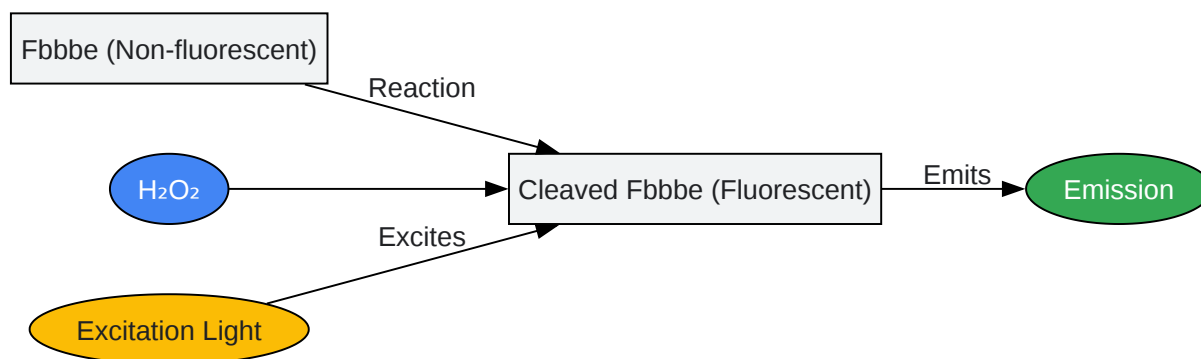 Fbbbe (Non-fluorescent)
Reaction
H₂O₂
Cleaved Fbbbe (Fluorescent)
Emits
Emission
Excites
Excitation Light